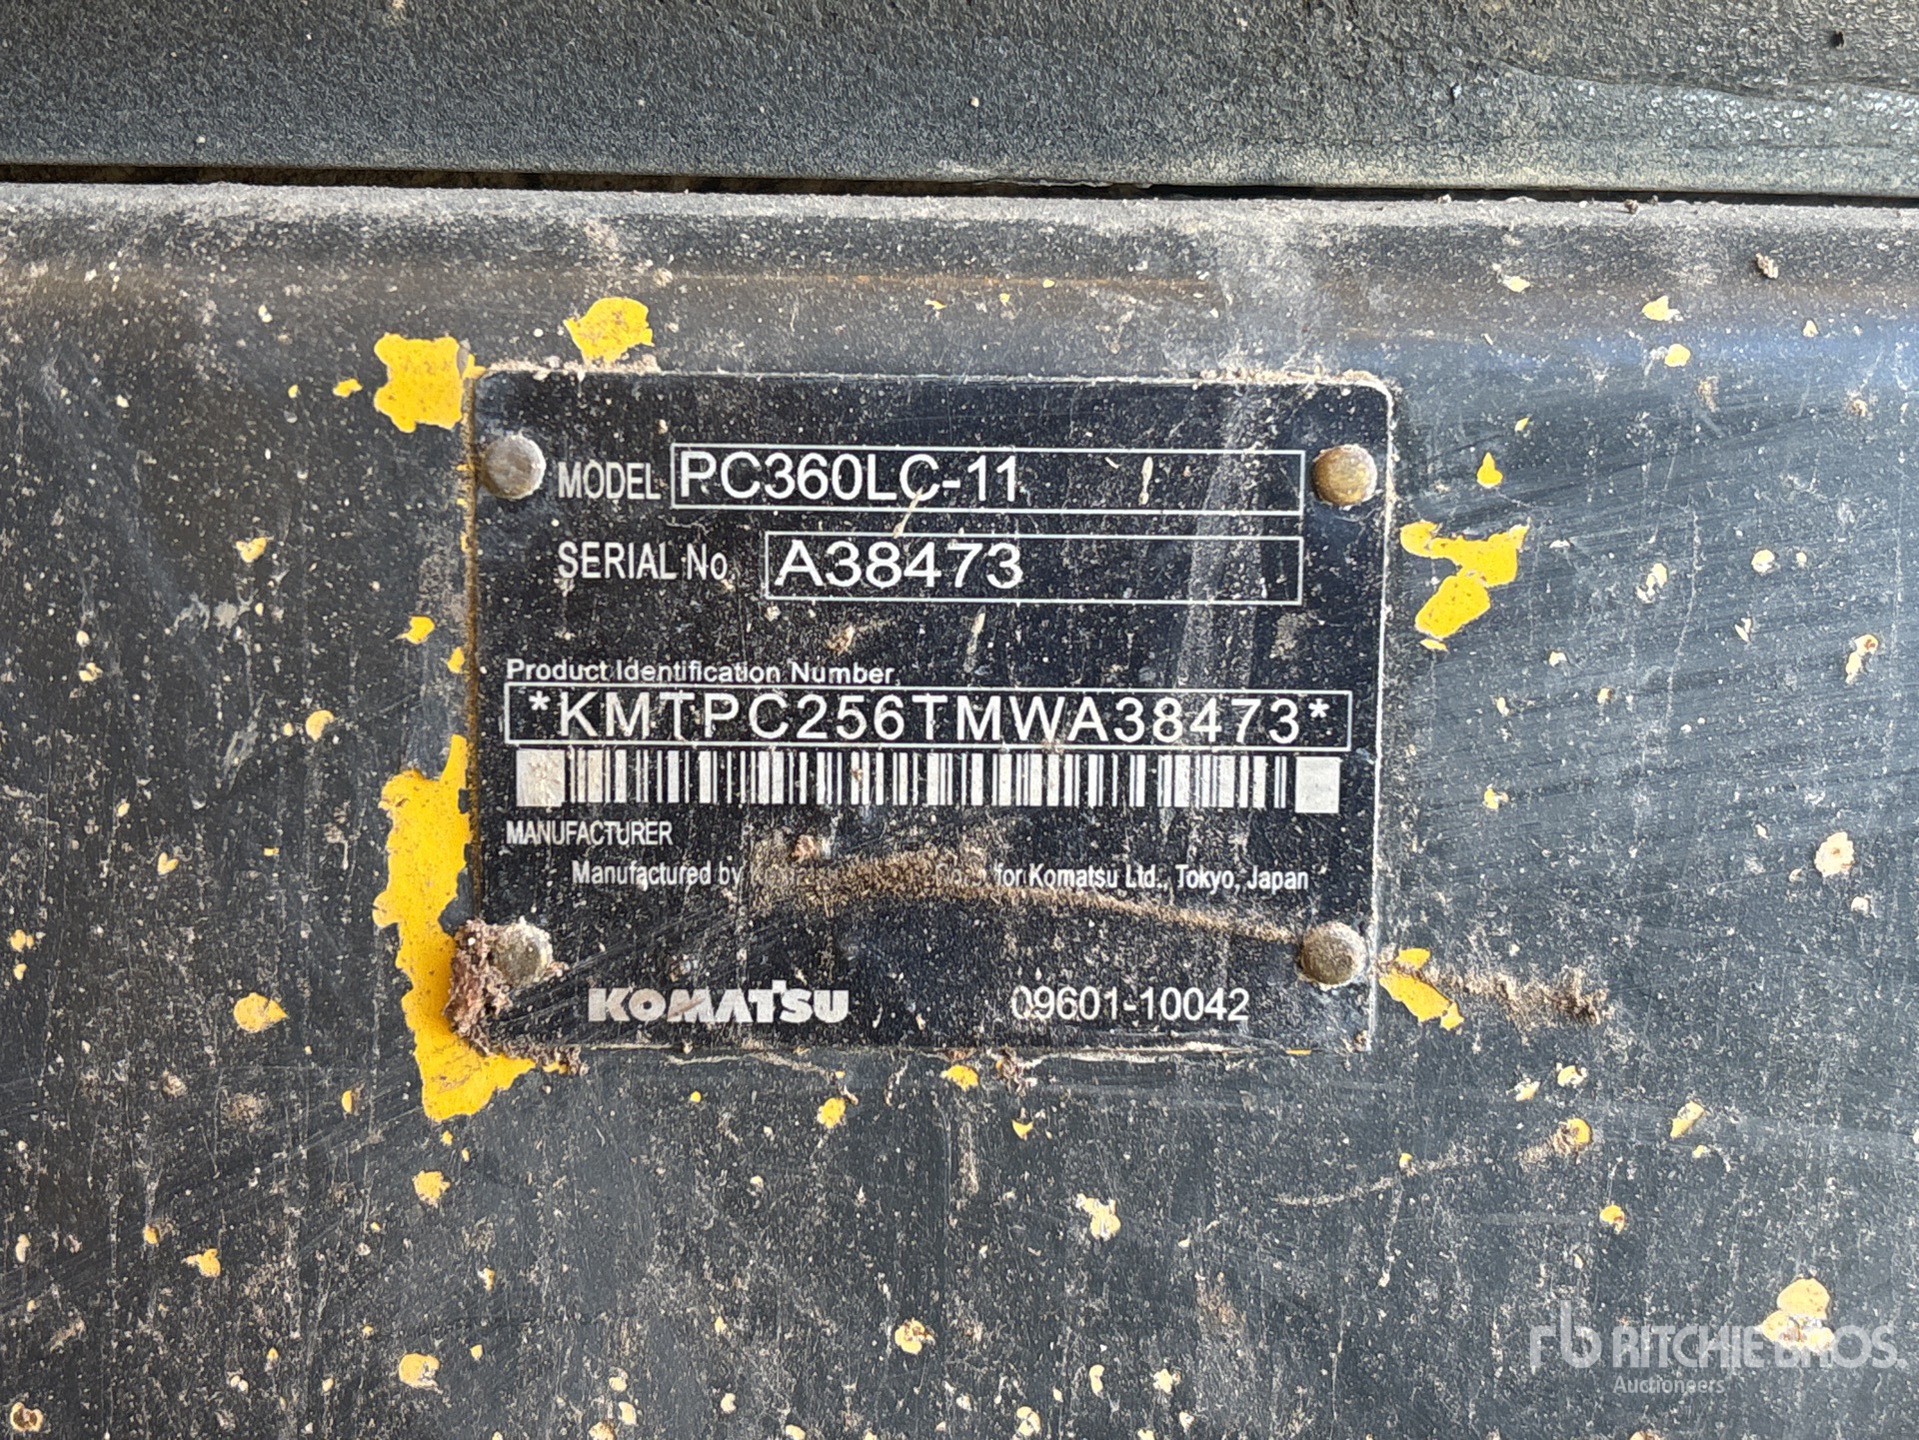 MODEL PC360LC-11
SERIAL No. A38473
Product Identification Number
*KMTPC256TMWA38473*
MANUFACTURER
Manufactured by for Komatsu Ltd., Tokyo, Japan
KOMATSU 09601-10042
rb RITCHIE BROS.
Auctioneers